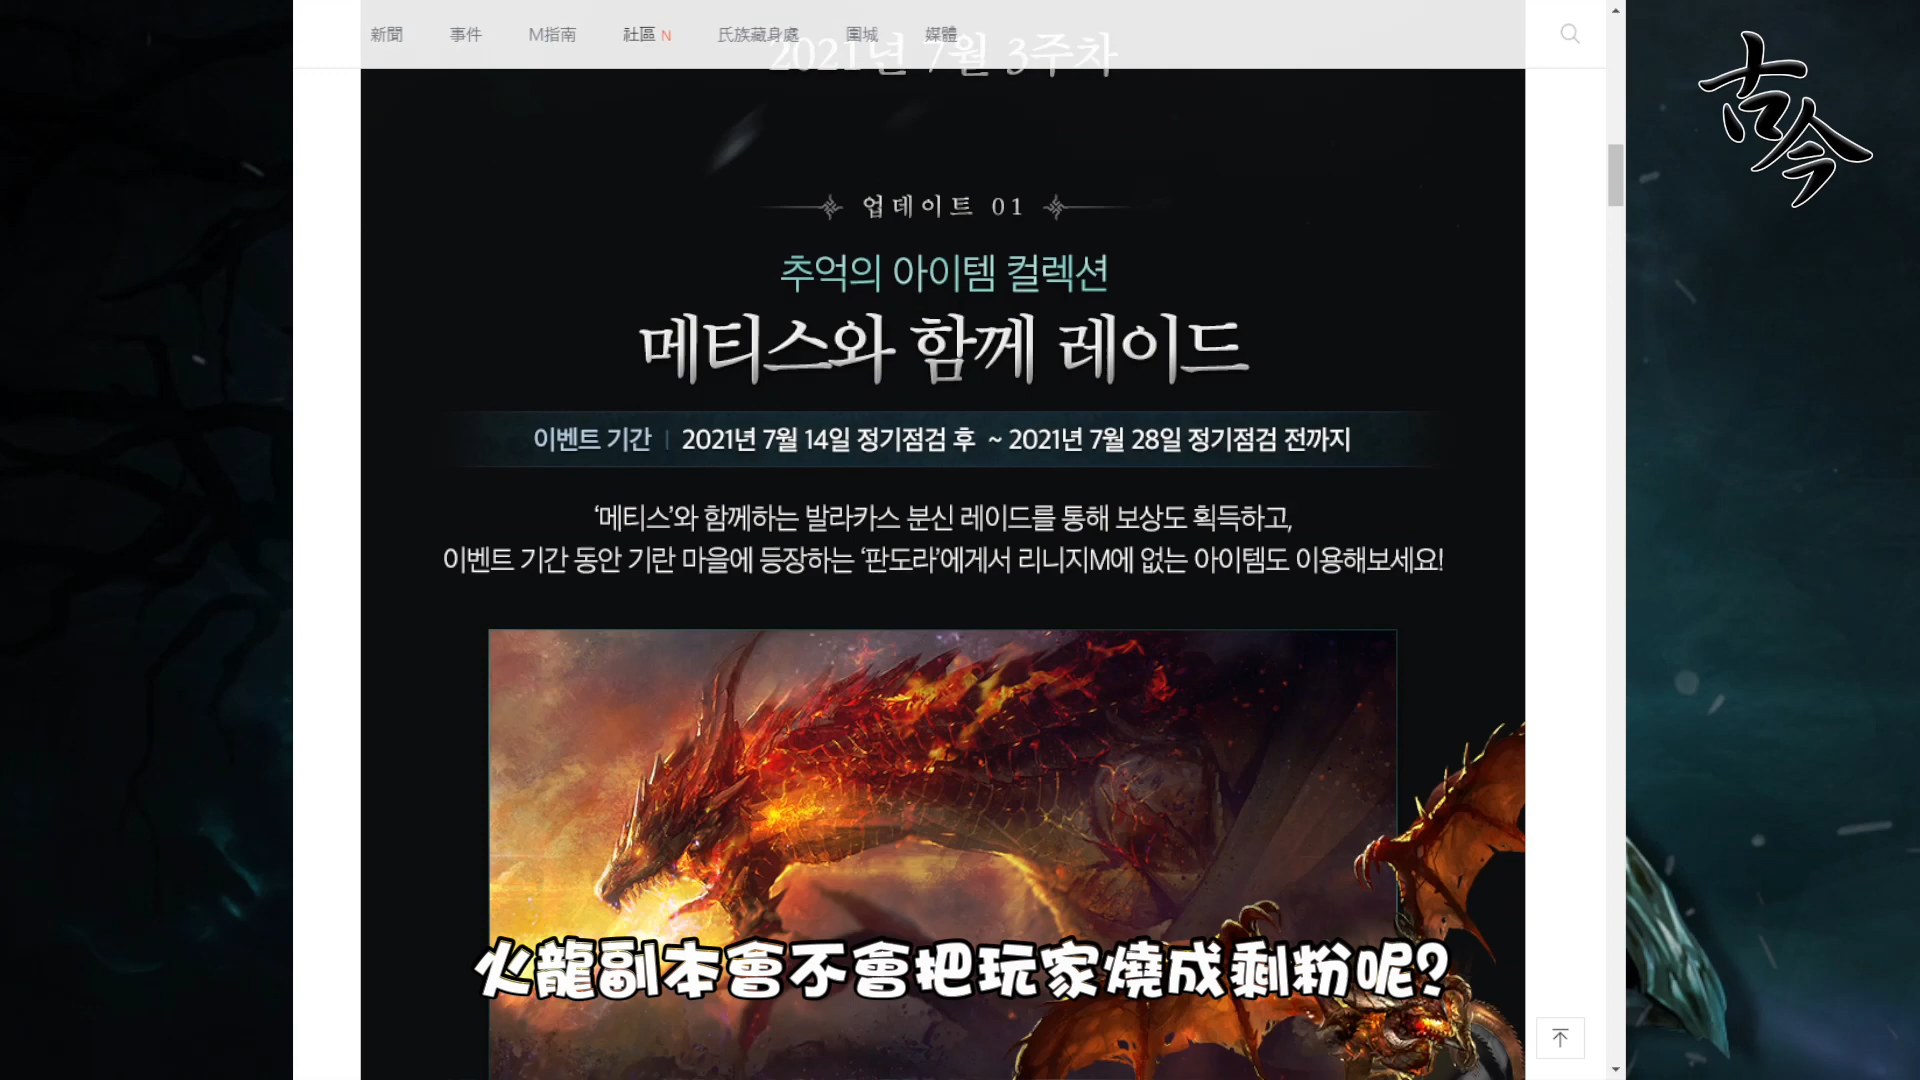 新聞 事件 M指南 社區 N 氏族藏身處 圍城 媒體
2021년 7월 3주차
古今
업데이트 01
추억의 아이템 컬렉션
메티스와 함께 레이드
이벤트 기간 | 2021년 7월 14일 정기점검 후 ~ 2021년 7월 28일 정기점검 전까지
‘메티스’와 함께하는 발라카스 분신 레이드를 통해 보상도 획득하고,
이벤트 기간 동안 기란 마을에 등장하는 ‘판도라’에게서 리니지M에 없는 아이템도 이용해보세요!
火龍副本會不會把玩家燒成剩粉呢?